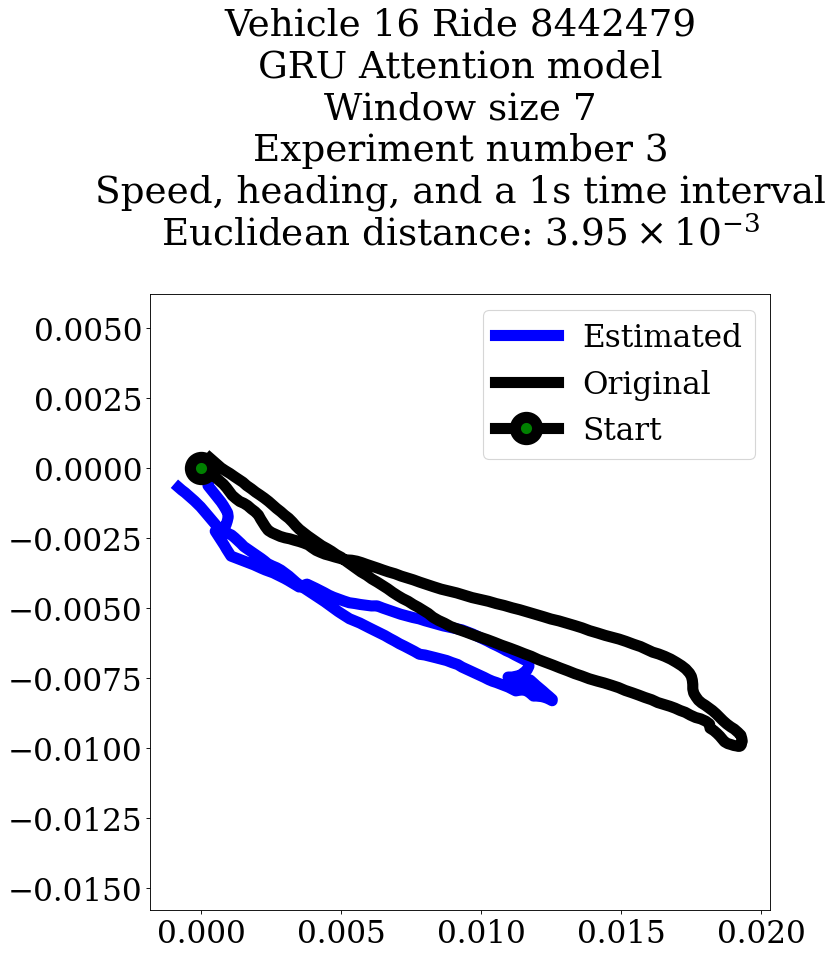 Vehicle 16 Ride 8442479
GRU Attention model
Window size 7
Experiment number 3
Speed, heading, and a 1s time interval
Euclidean distance: 3.95 × 10⁻³
Estimated
Original
Start
0.0050
0.0025
0.0000
−0.0025
−0.0050
−0.0075
−0.0100
−0.0125
−0.0150
0.000 0.005 0.010 0.015 0.020